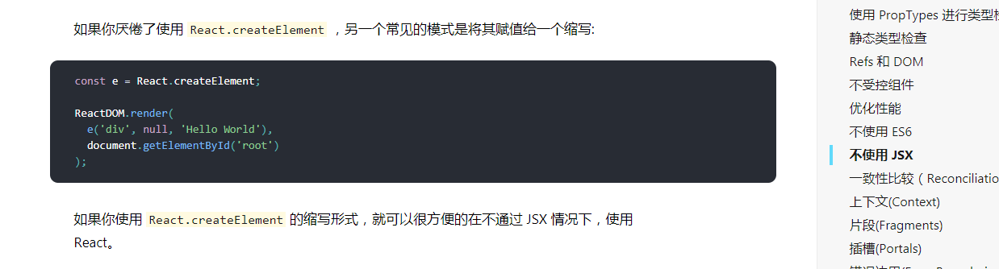 如果你厌倦了使用 React.createElement ，另一个常见的模式是将其赋值给一个缩写:
const e = React.createElement;
ReactDOM.render(
  e('div', null, 'Hello World'),
  document.getElementById('root')
);
如果你使用 React.createElement 的缩写形式，就可以很方便的在不通过 JSX 情况下，使用
React。
使用 PropTypes 进行类型
静态类型检查
Refs 和 DOM
不受控组件
优化性能
不使用 ES6
不使用 JSX
一致性比较（Reconciliatio
上下文(Context)
片段(Fragments)
插槽(Portals)